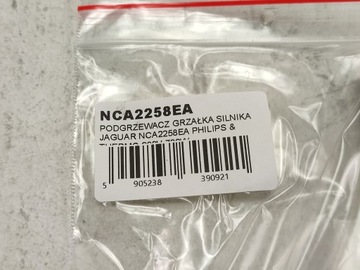 NCA2258EA
PODGRZEWACZ GRZAŁKA SILNIKA
JAGUAR NCA2258EA PHILIPS &
5 905238 390921